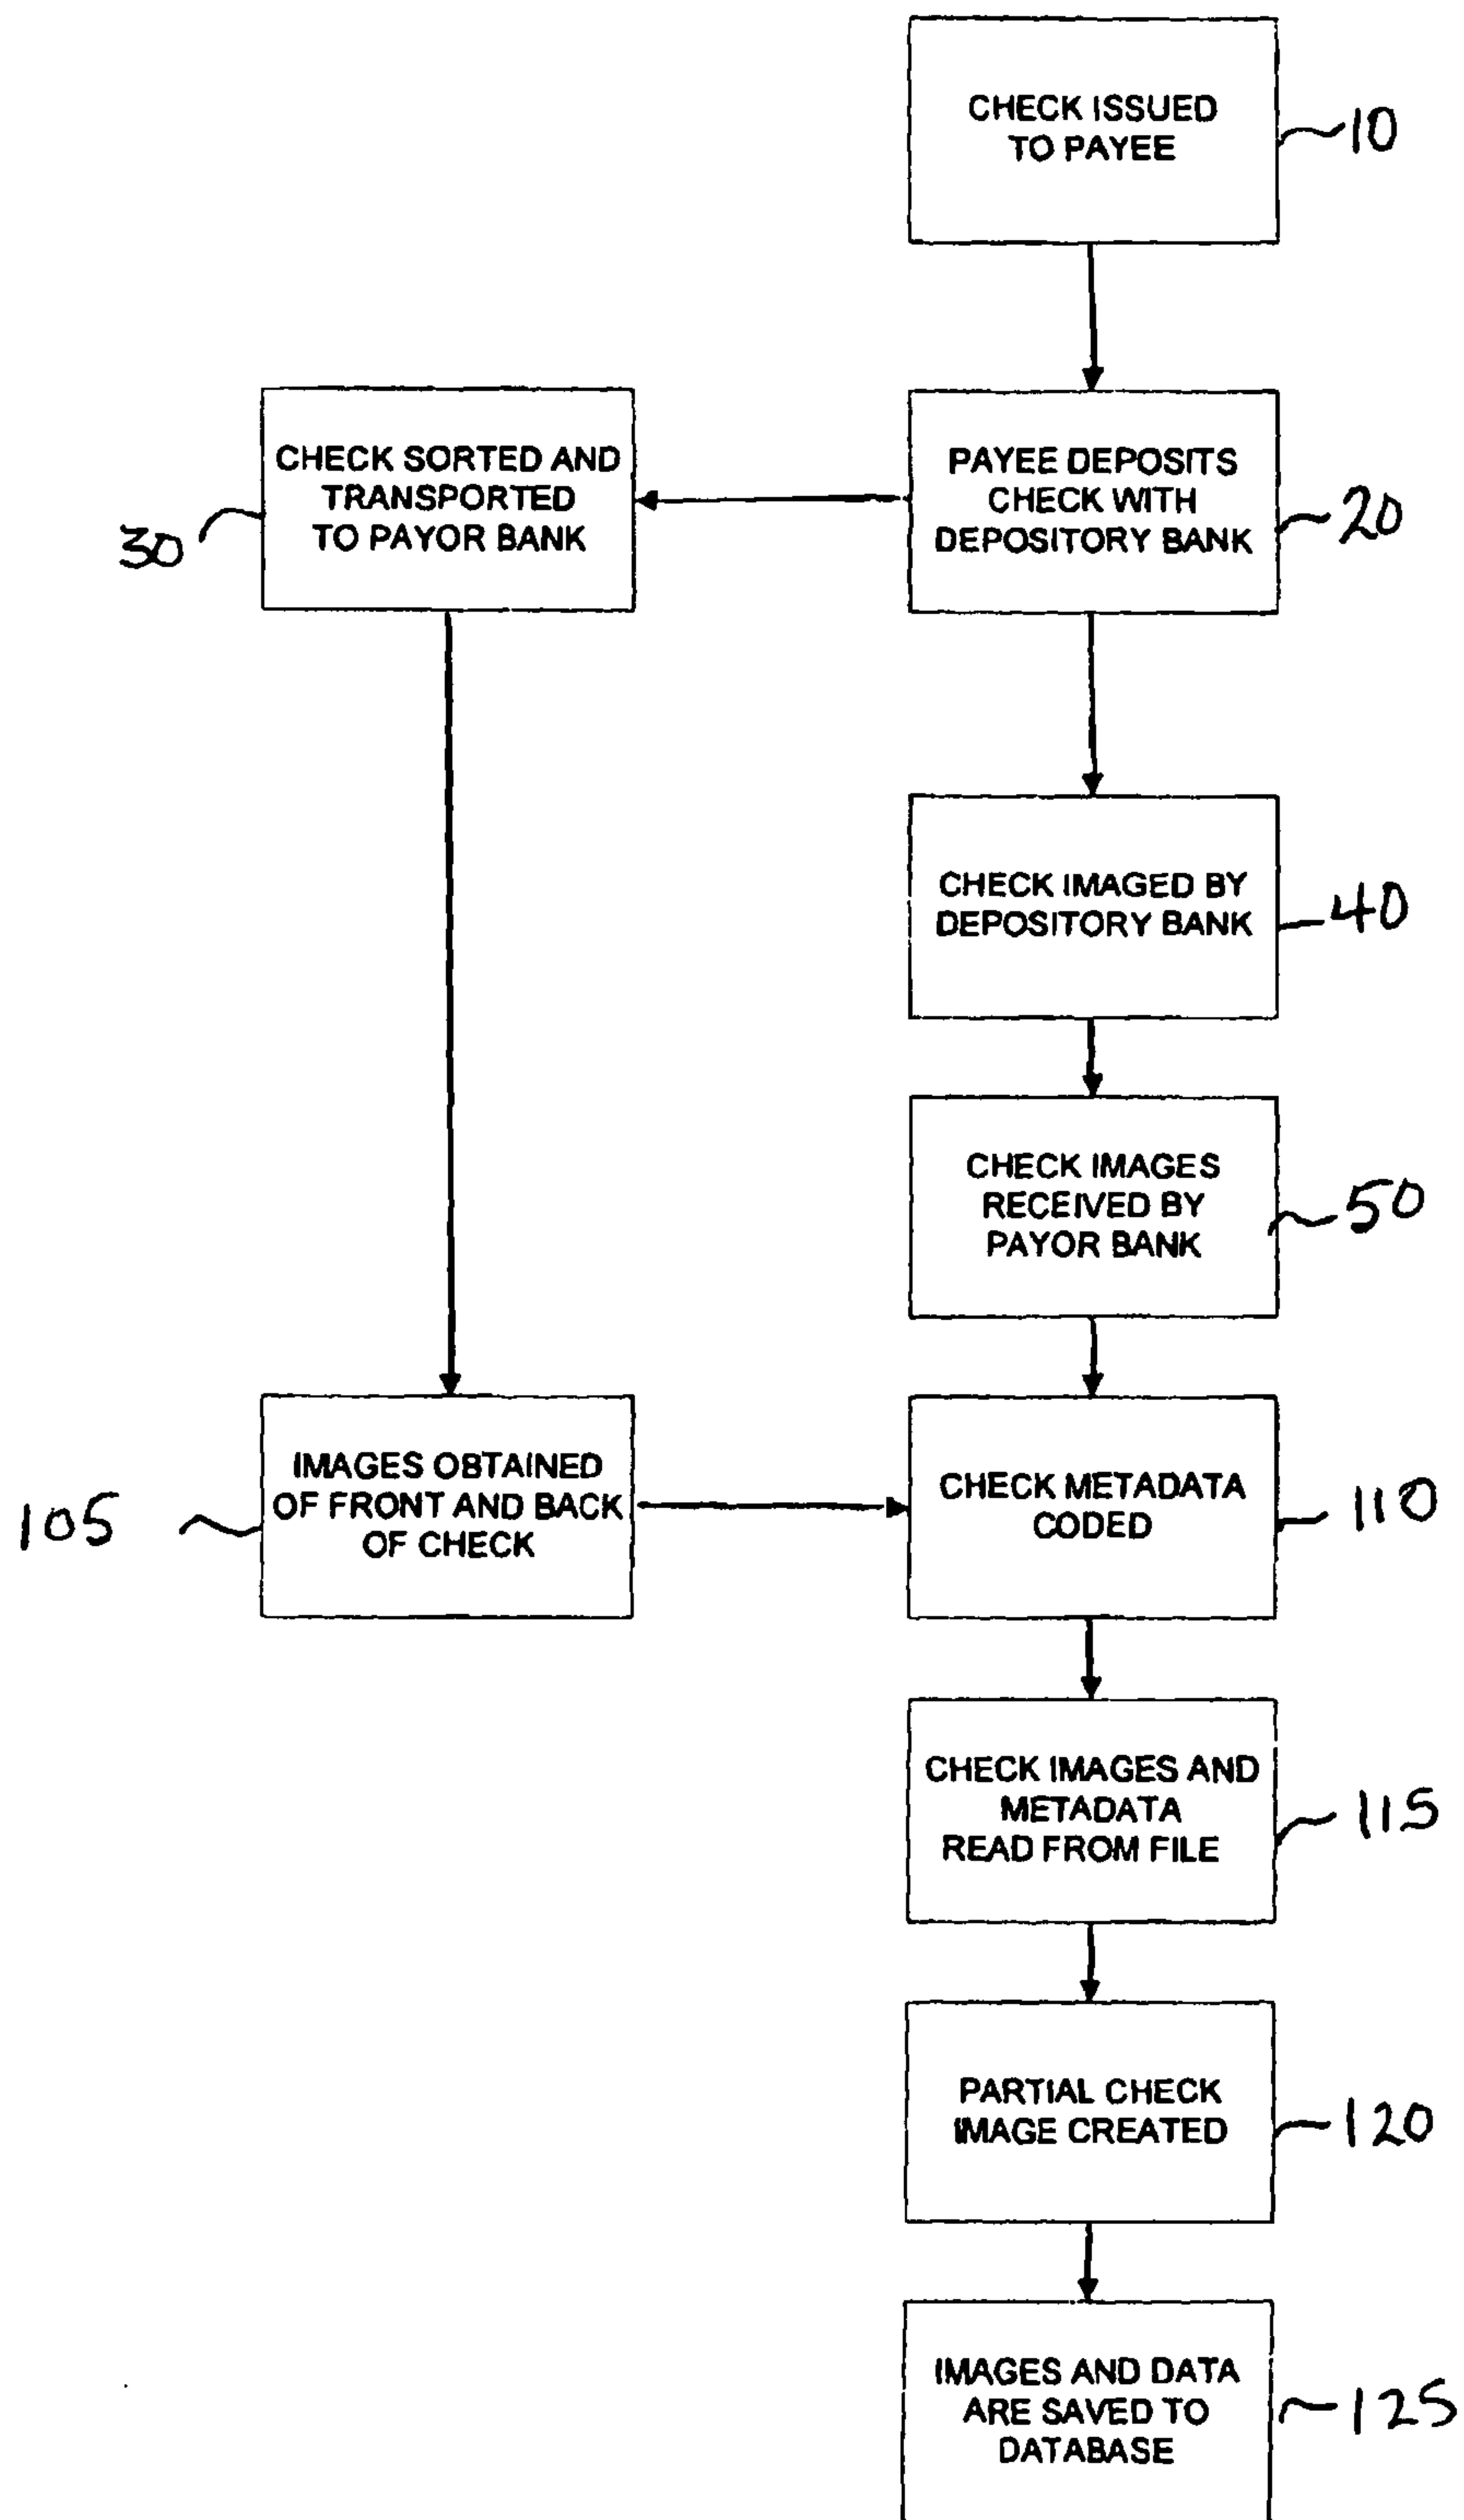 CHECK ISSUED
TO PAYEE
10
CHECK SORTED AND
TRANSPORTED
TO PAYOR BANK
30
PAYEE DEPOSITS
CHECK WITH
DEPOSITORY BANK
20
CHECK IMAGED BY
DEPOSITORY BANK
40
CHECK IMAGES
RECEIVED BY
PAYOR BANK
50
IMAGES OBTAINED
OF FRONT AND BACK
OF CHECK
105
CHECK METADATA
CODED
110
CHECK IMAGES AND
METADATA
READ FROM FILE
115
PARTIAL CHECK
IMAGE CREATED
120
IMAGES AND DATA
ARE SAVED TO
DATABASE
125